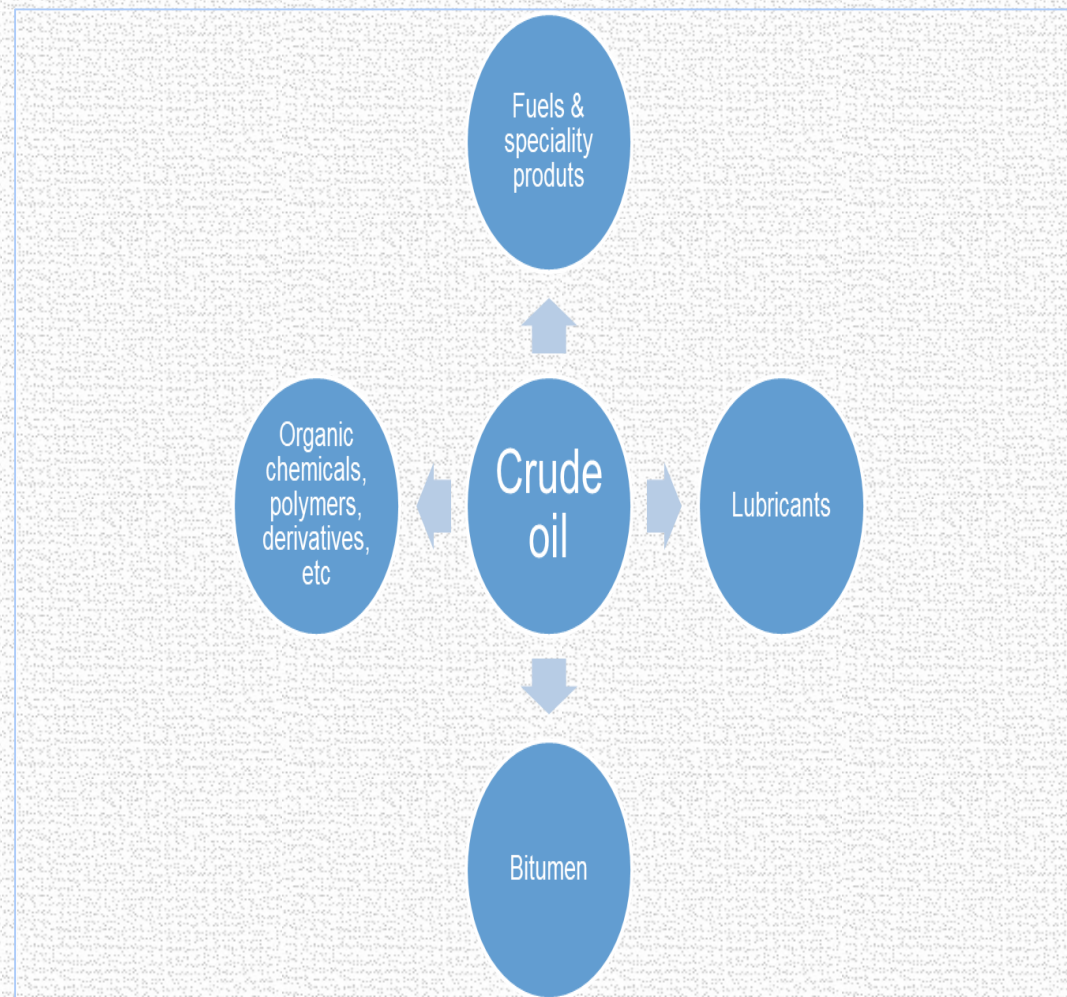 Fuels &
speciality
produts
Organic
chemicals,
polymers,
derivatives,
etc
Crude
oil
Lubricants
Bitumen